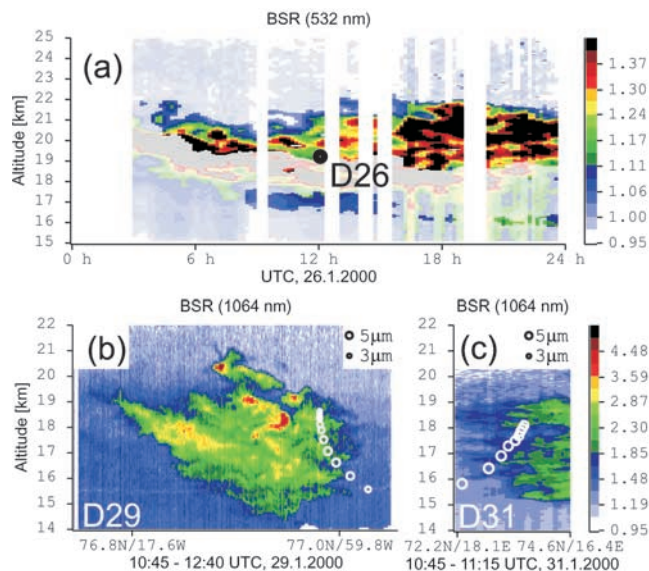 BSR (532 nm)
25
24
23
22
21
20
19
18
17
16
15
Altitude [km]
(a)
D26
1.37
1.31
1.24
1.18
1.12
1.06
1.00
0.95
0 h 6 h 12 h 18 h 24 h
UTC, 26.1.2000
BSR (1064 nm)
22
21
20
19
18
17
16
15
14
Altitude [km]
(b)
5µm
3µm
D29
76.8N/17.6W 77.0N/59.8W
10:45 - 12:40 UTC, 29.1.2000
BSR (1064 nm)
22
21
20
19
18
17
16
15
14
(c)
5µm
3µm
D31
4.48
3.59
2.87
2.30
1.84
1.48
1.18
0.95
72.2N/18.1E 74.6N/16.4E
10:45 - 11:15 UTC, 31.1.2000